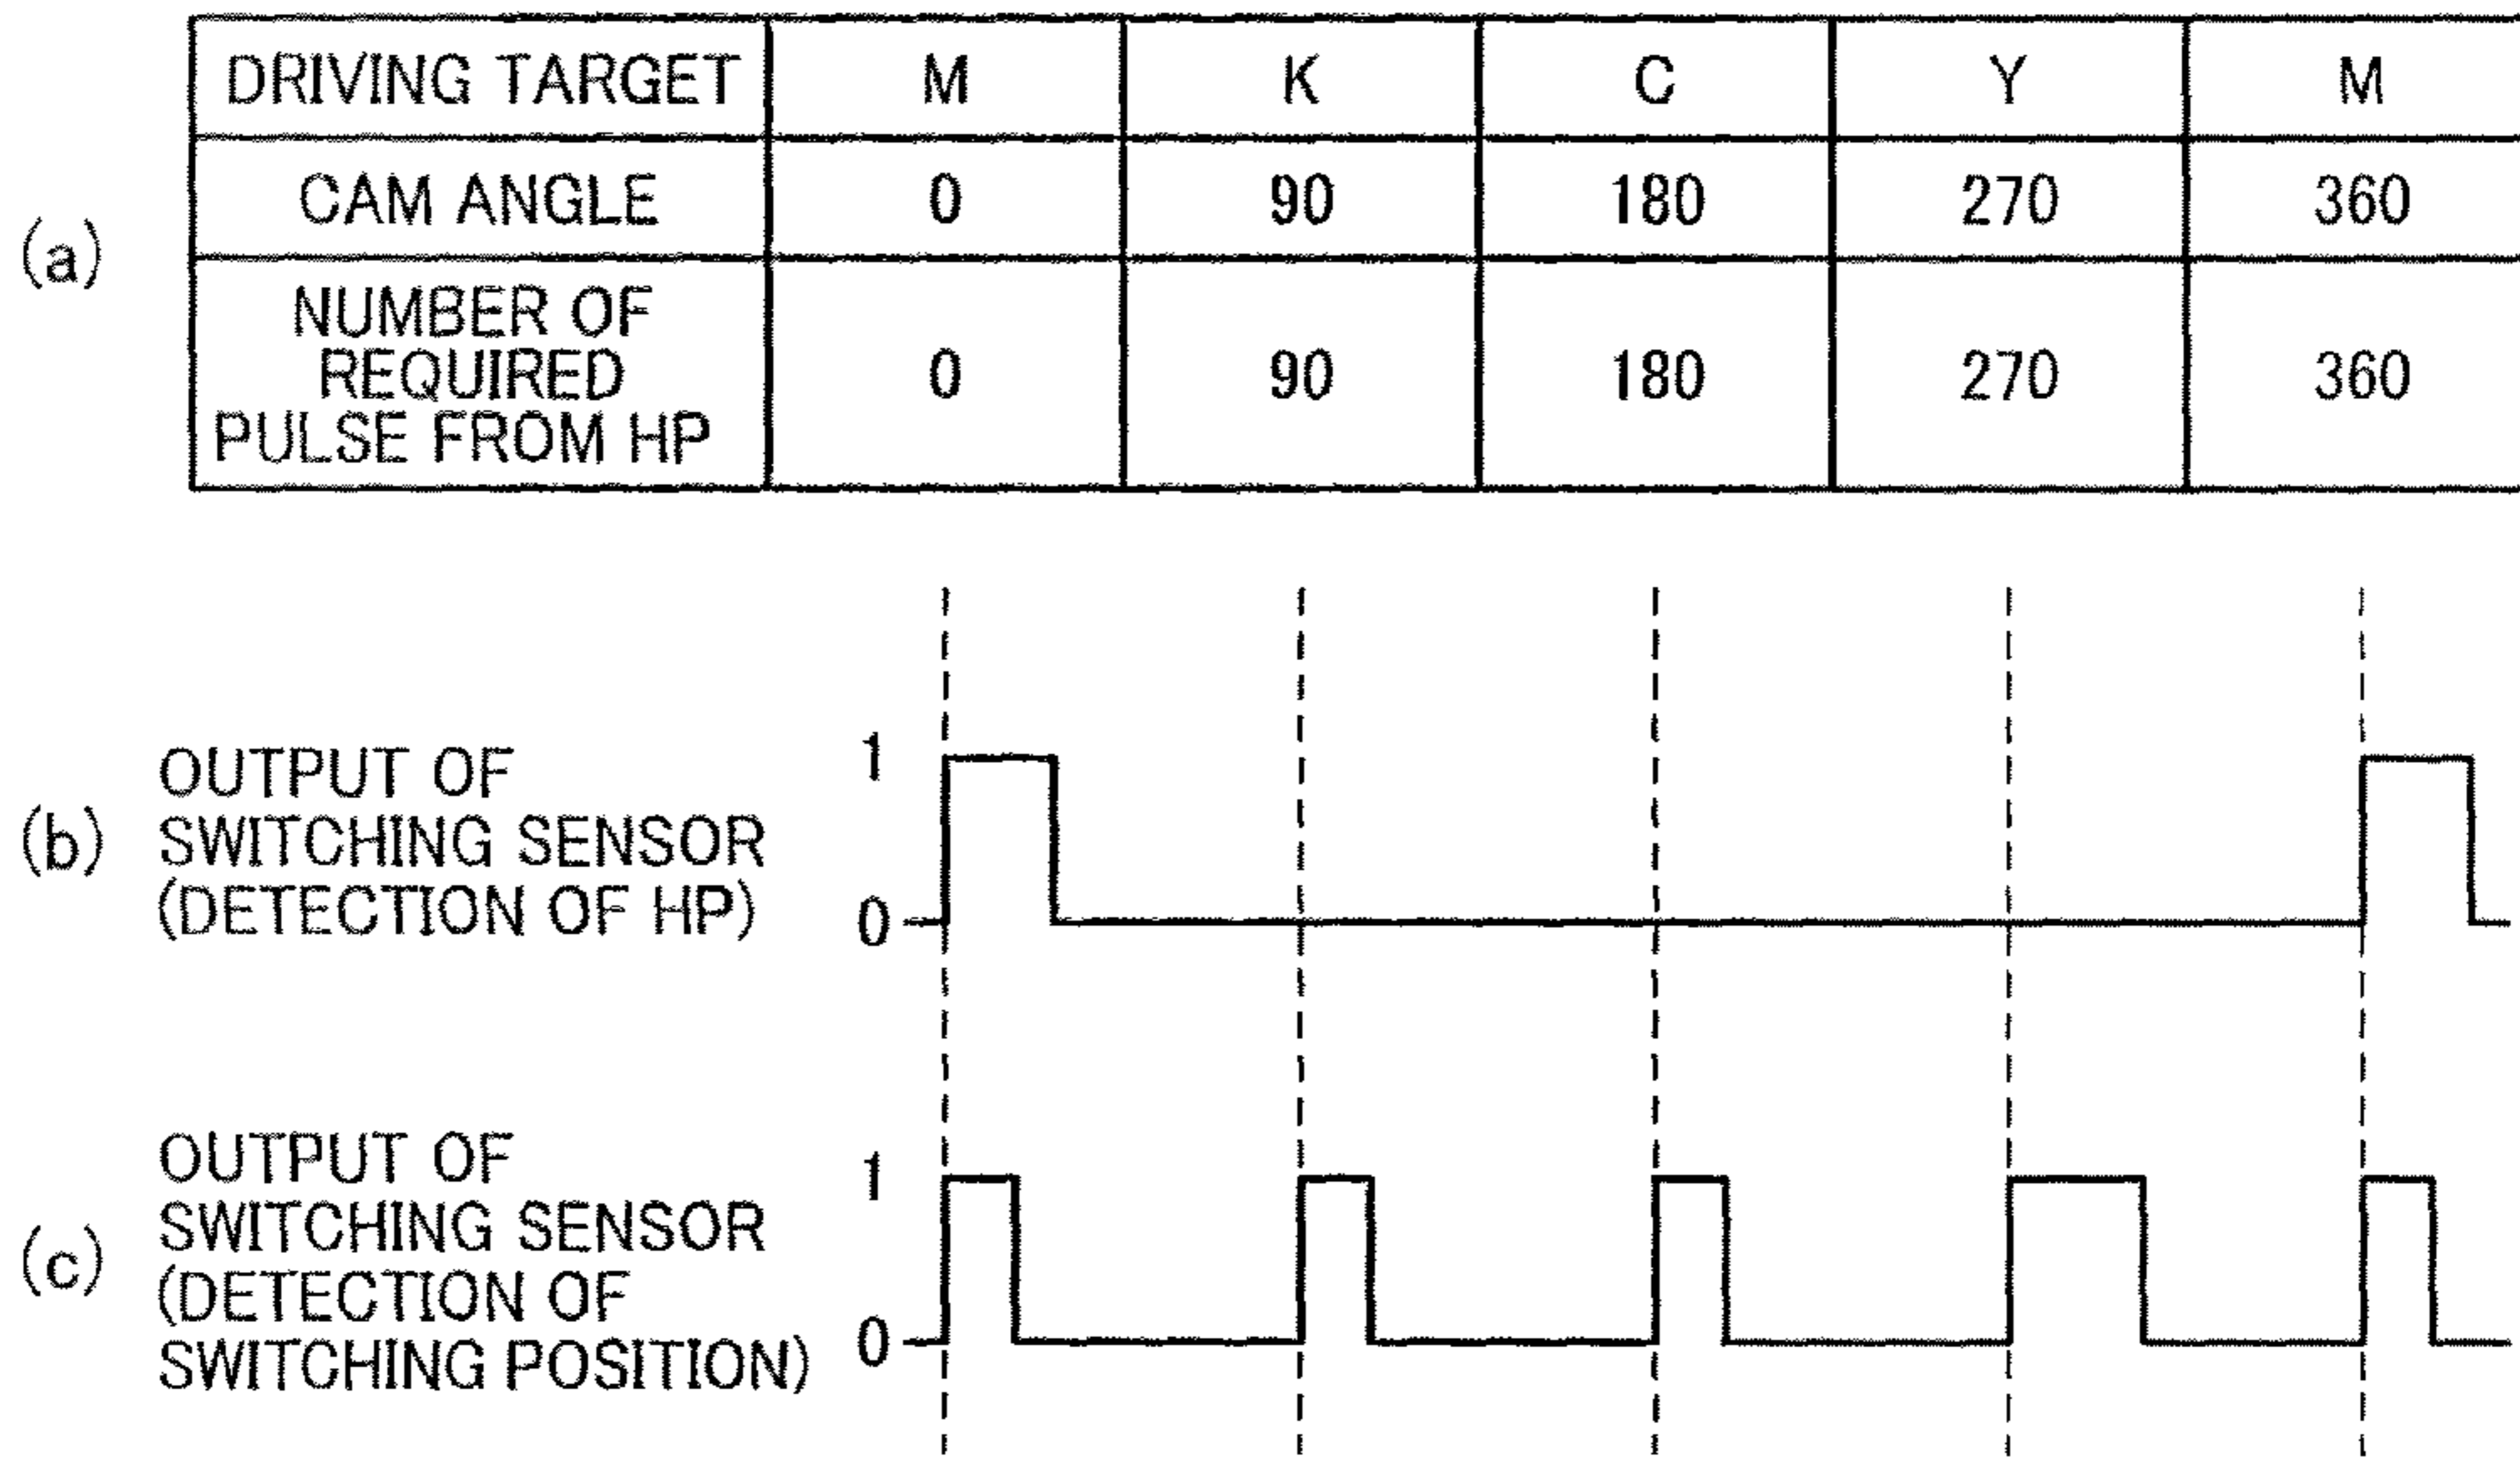 DRIVING TARGET M K C Y M
CAM ANGLE 0 90 180 270 360
(a)
NUMBER OF
REQUIRED
PULSE FROM HP 0 90 180 270 360
(b)
OUTPUT OF
SWITCHING SENSOR
(DETECTION OF HP)
1
0
(c)
OUTPUT OF
SWITCHING SENSOR
(DETECTION OF
SWITCHING POSITION)
1
0